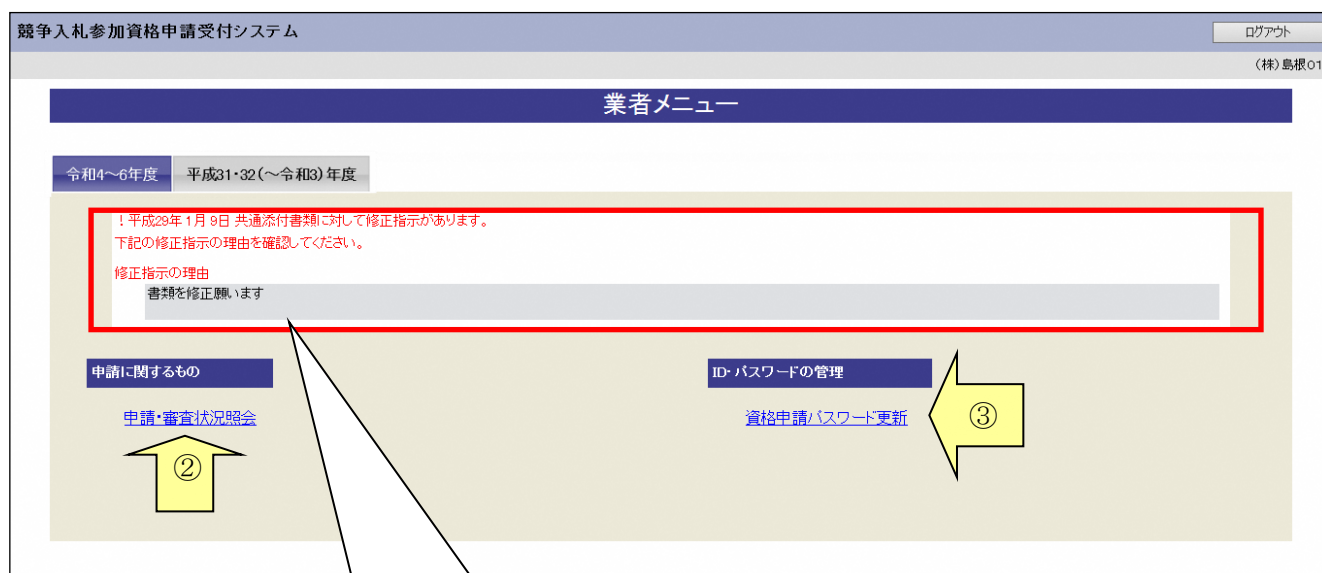 競争入札参加資格申請受付システム
ログアウト
(株)島根01
業者メニュー
令和4～6年度
平成31・32(～令和3)年度
！平成29年 1月 9日 共通添付書類に対して修正指示があります。
下記の修正指示の理由を確認してください。
修正指示の理由
書類を修正願います
申請に関するもの
ID・パスワードの管理
申請・審査状況照会
資格申請パスワード更新
③
②